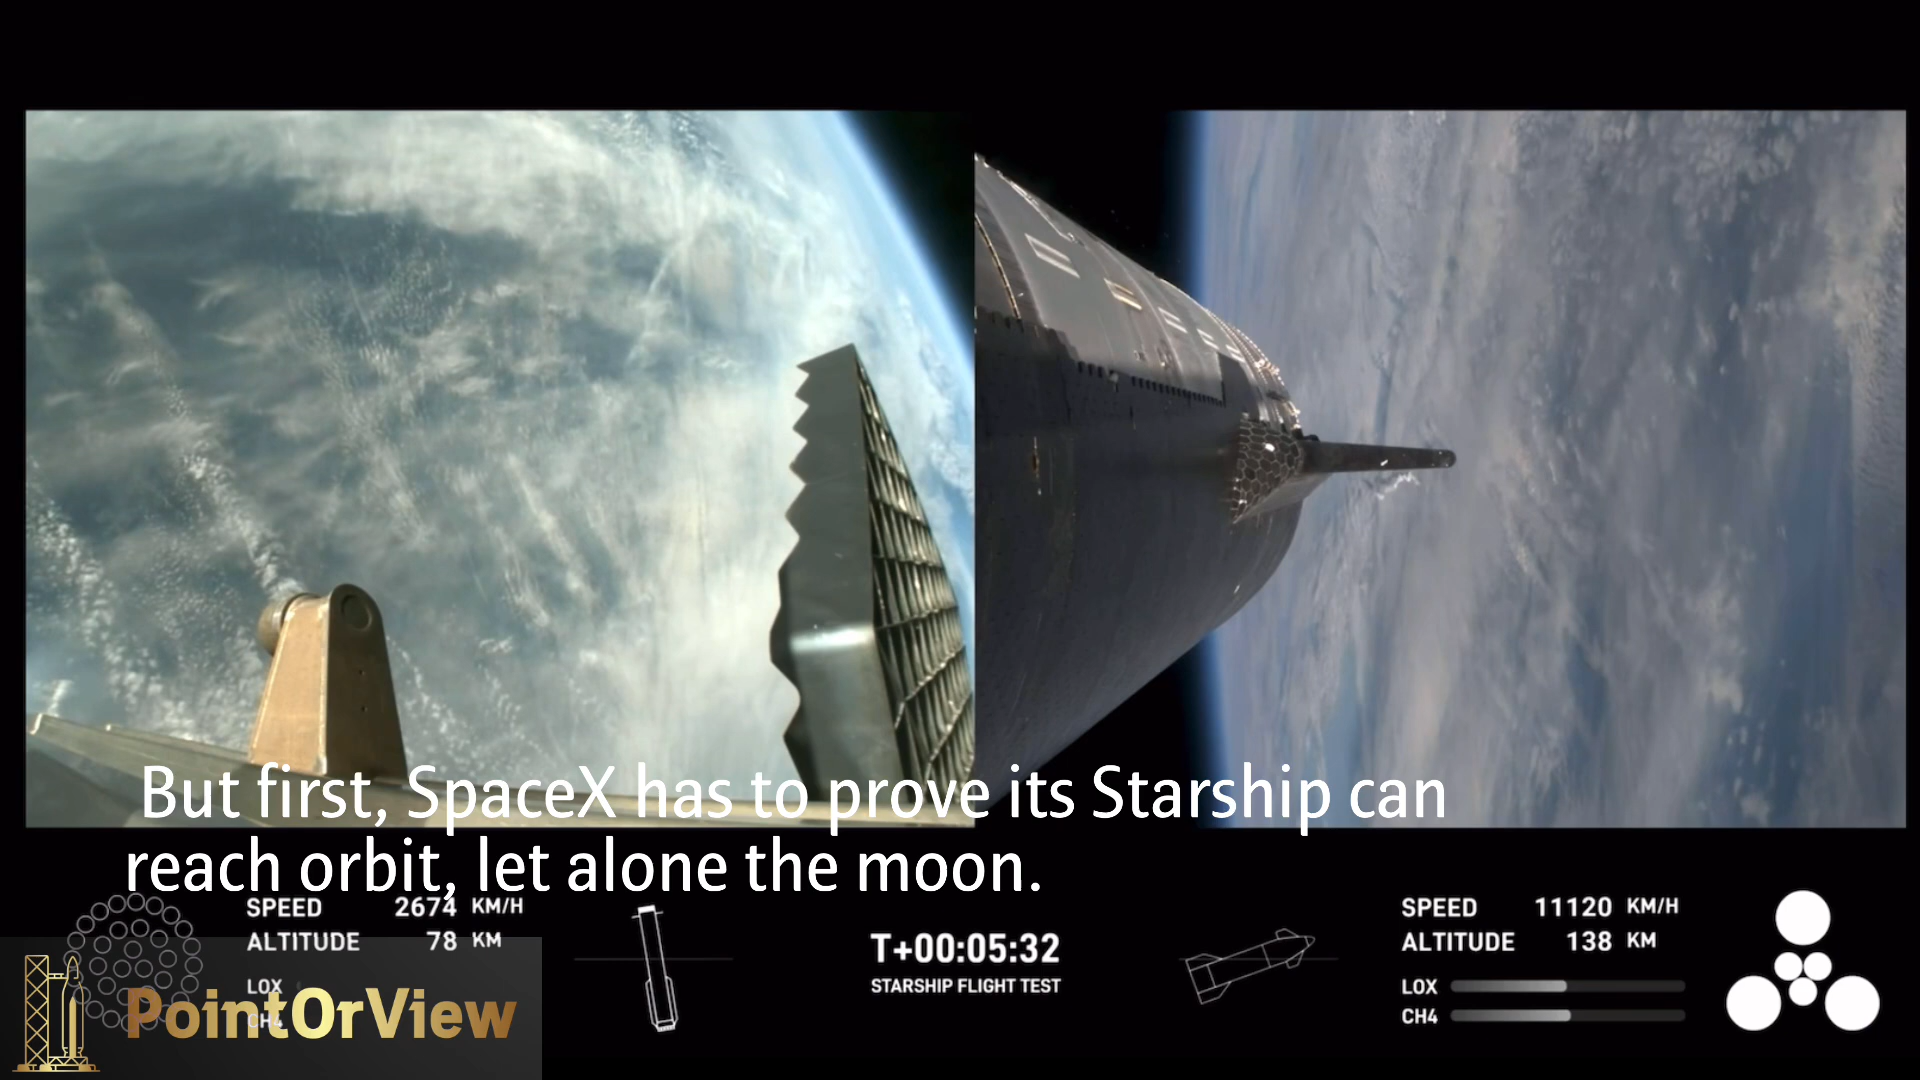 But first, SpaceX has to prove its Starship can
reach orbit, let alone the moon.
SPEED 2674 KM/H
ALTITUDE 78 KM
LOX
CH4
PointOrView
T+00:05:32
STARSHIP FLIGHT TEST
SPEED 11120 KM/H
ALTITUDE 138 KM
LOX
CH4